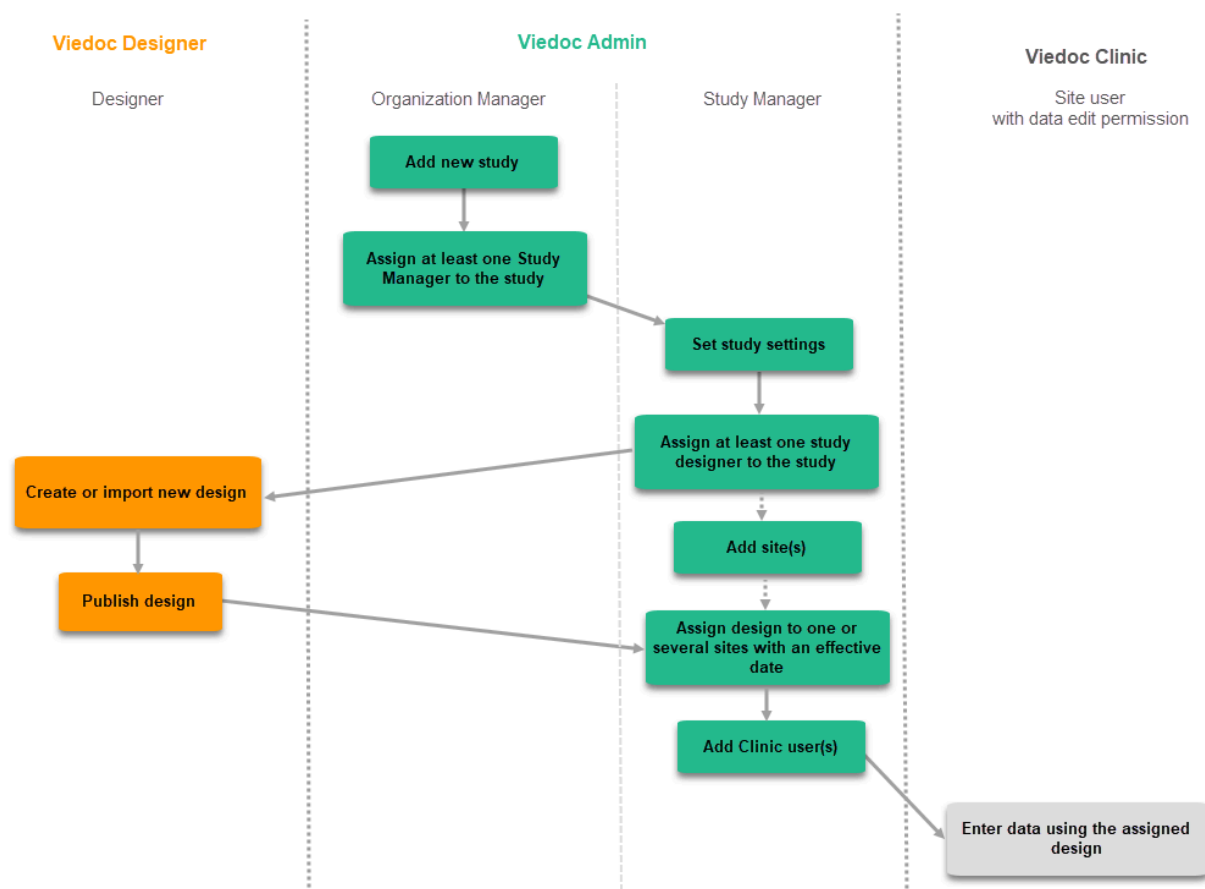 Viedoc Designer
Viedoc Admin
Viedoc Clinic
Designer
Organization Manager
Study Manager
Site user
with data edit permission
Add new study
Assign at least one Study
Manager to the study
Set study settings
Assign at least one study
designer to the study
Create or import new design
Add site(s)
Publish design
Assign design to one or
several sites with an effective
date
Add Clinic user(s)
Enter data using the assigned
design